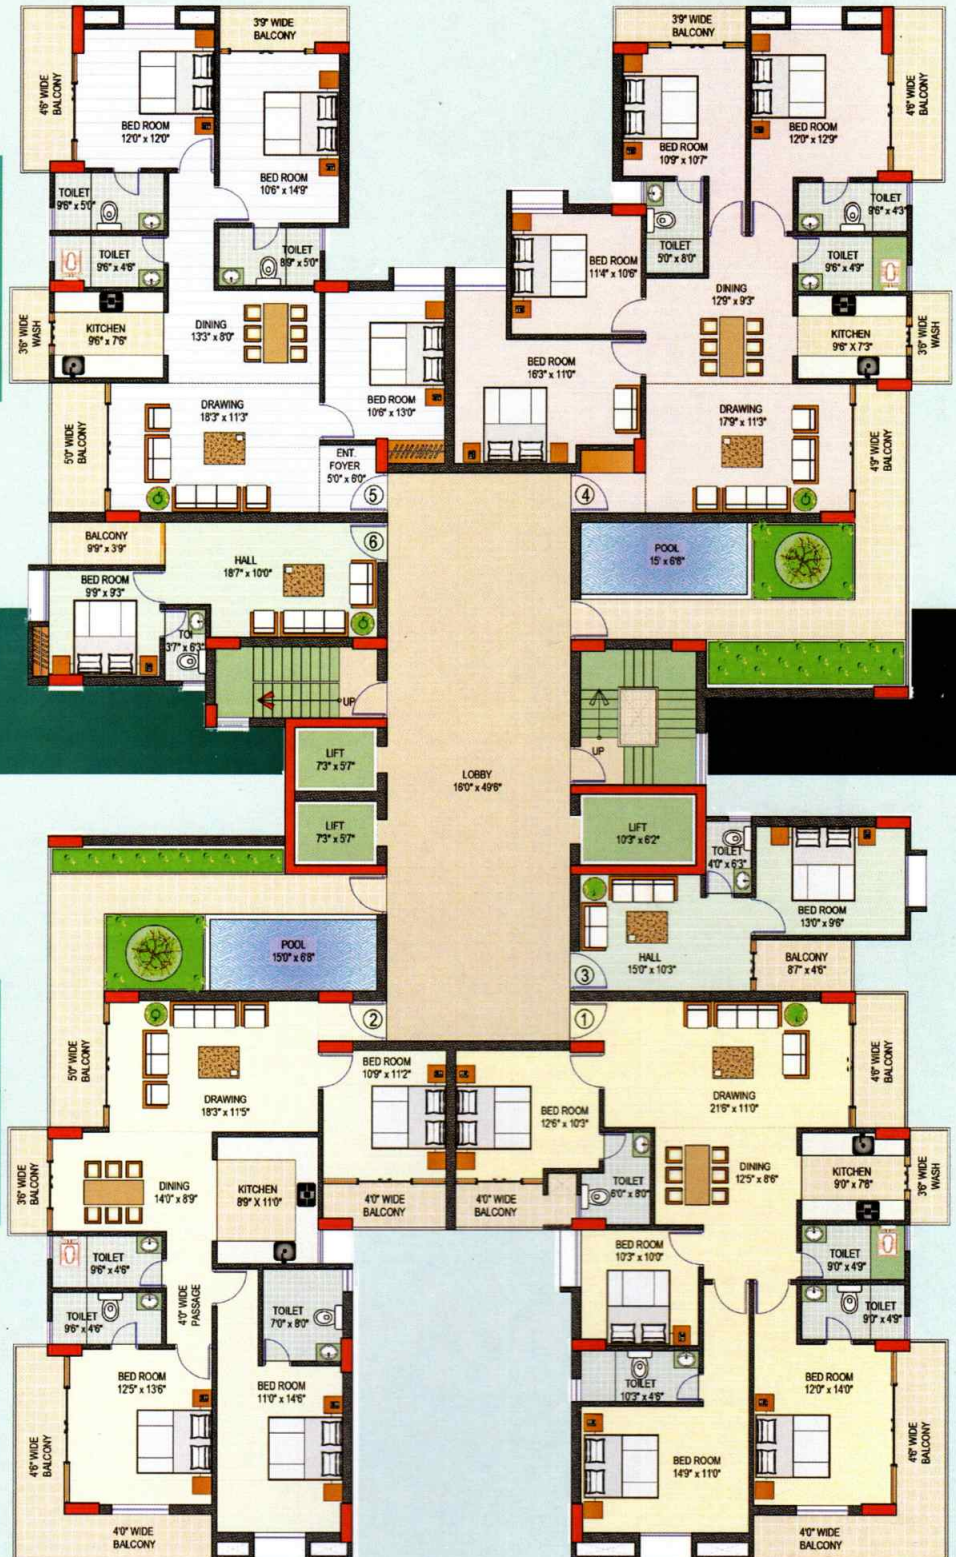 3'9" WIDE
BALCONY
4'6" WIDE
BALCONY
BED ROOM
12'0" x 12'0"
BED ROOM
10'6" x 14'9"
TOILET
9'6" x 5'0"
TOILET
9'6" x 4'6"
TOILET
8'9" x 5'0"
3'6" WIDE
WASH
KITCHEN
9'6" x 7'6"
DINING
13'3" x 8'0"
BED ROOM
10'6" x 13'0"
5'0" WIDE
BALCONY
DRAWING
18'3" x 11'3"
ENT.
FOYER
5'0" x 6'0"
5
3'9" WIDE
BALCONY
BED ROOM
10'9" x 10'7"
BED ROOM
12'0" x 12'9"
4'6" WIDE
BALCONY
TOILET
5'0" x 8'0"
TOILET
9'6" x 4'3"
TOILET
9'6" x 4'9"
BED ROOM
11'4" x 10'6"
DINING
12'9" x 9'3"
KITCHEN
9'6" X 7'3"
3'6" WIDE
WASH
BED ROOM
16'3" x 11'0"
DRAWING
17'9" x 11'3"
4'9" WIDE
BALCONY
4
6
BALCONY
9'9" x 3'9"
HALL
18'7" x 10'0"
BED ROOM
9'9" x 9'3"
TOI
3'7" x 6'3"
UP
POOL
15' x 6'8"
UP
LIFT
7'3" x 5'7"
LIFT
7'3" x 5'7"
LOBBY
16'0" x 49'6"
LIFT
10'3" x 6'2"
TOILET
4'0" x 6'3"
BED ROOM
13'0" x 9'6"
HALL
15'0" x 10'3"
BALCONY
8'7" x 4'6"
3
POOL
15'0" x 6'8"
2
5'0" WIDE
BALCONY
DRAWING
18'3" x 11'5"
BED ROOM
10'9" x 11'2"
3'6" WIDE
BALCONY
DINING
14'0" x 8'9"
KITCHEN
8'9" X 11'0"
4'0" WIDE
BALCONY
TOILET
9'6" x 4'6"
TOILET
9'6" x 4'6"
4'0" WIDE
PASSAGE
TOILET
7'0" x 8'0"
BED ROOM
12'5" x 13'6"
BED ROOM
11'0" x 14'6"
4'6" WIDE
BALCONY
4'0" WIDE
BALCONY
1
BED ROOM
12'6" x 10'3"
DRAWING
21'6" x 11'0"
4'6" WIDE
BALCONY
4'0" WIDE
BALCONY
TOILET
6'0" x 8'0"
DINING
12'5" x 8'6"
KITCHEN
9'0" x 7'8"
3'6" WIDE
WASH
BED ROOM
10'3" x 10'0"
TOILET
9'0" x 4'9"
TOILET
9'0" x 4'9"
TOILET
10'3" x 4'6"
BED ROOM
12'0" x 14'0"
BED ROOM
14'9" x 11'0"
4'6" WIDE
BALCONY
4'0" WIDE
BALCONY